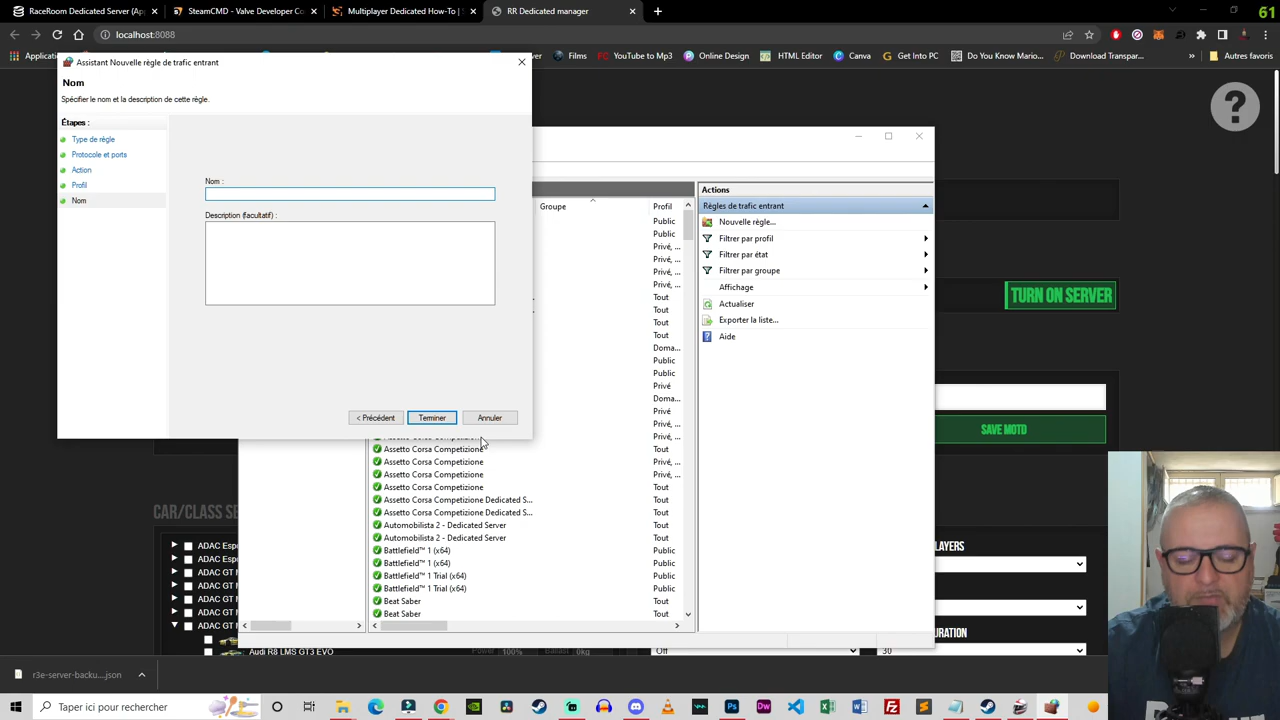 RaceRoom Dedicated Server (Ap
SteamCMD - Valve Developer Co
Multiplayer Dedicated How-To S
RR Dedicated manager
61
localhost:8088
Films
YouTube to Mp3
Online Design
HTML Editor
Canva
Get Into PC
Do You Know Mario...
Download Sample P...
»
Autres favoris
Assistant Nouvelle règle de trafic entrant
Nom
Spécifier le nom et la description de cette règle.
Étapes :
Type de règle
Protocole et ports
Action
Profil
Nom
Nom :
Description (facultatif) :
< Précédent
Terminer
Annuler
Groupe
Profil
Public
Public
Privé, ...
Privé, ...
Privé, ...
Privé, ...
Tout
Tout
Tout
Tout
Doma...
Public
Public
Privé
Doma...
Privé
Privé
Privé, ...
Assetto Corsa Competizione
Tout
Assetto Corsa Competizione
Privé, ...
Assetto Corsa Competizione
Privé, ...
Assetto Corsa Competizione
Tout
Assetto Corsa Competizione Dedicated S...
Tout
Assetto Corsa Competizione Dedicated S...
Tout
Automobilista 2 - Dedicated Server
Tout
Automobilista 2 - Dedicated Server
Tout
Battlefield™ 1 (x64)
Public
Battlefield™ 1 (x64)
Public
Battlefield™ 1 Trial (x64)
Public
Battlefield™ 1 Trial (x64)
Public
Beat Saber
Tout
Beat Saber
Tout
Actions
Règles de trafic entrant
Nouvelle règle...
Filtrer par profil
Filtrer par état
Filtrer par groupe
Affichage
Actualiser
Exporter la liste...
Aide
?
TURN ON SERVER
SAVE MOTD
CAR/CLASS SE
ADAC Esp
ADAC Esp
ADAC GT M
ADAC GT M
ADAC GT M
ADAC GT M
ADAC GT M
Audi R8 LMS GT3 EVO
Power
100%
Ballast
0kg
Off
LAYERS
URATION
30
r3e-server-backu....json
Taper ici pour rechercher